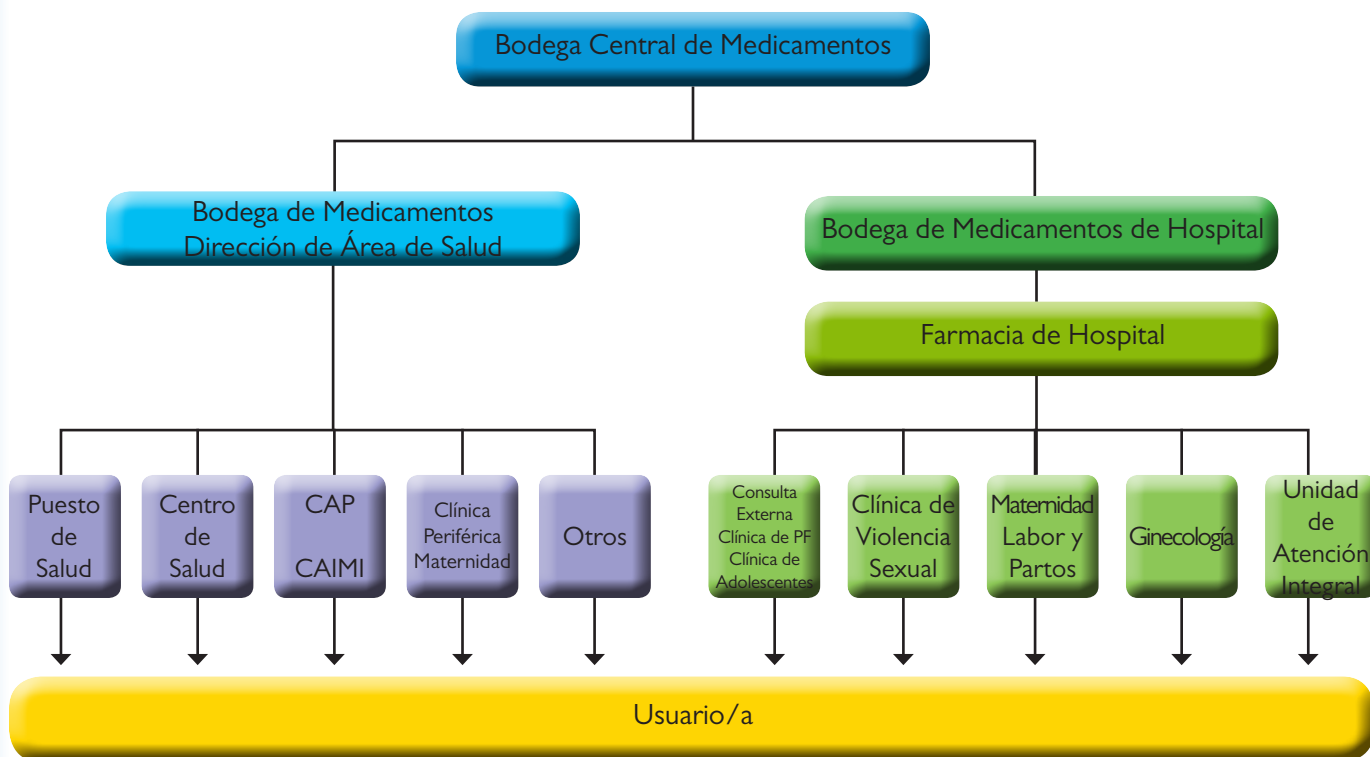 Bodega Central de Medicamentos
Bodega de Medicamentos
Dirección de Área de Salud
Bodega de Medicamentos de Hospital
Farmacia de Hospital
Puesto
de
Salud
Centro
de
Salud
CAP
CAIMI
Clínica
Periférica
Maternidad
Otros
Consulta
Externa
Clínica de PF
Clínica de
Adolescentes
Clínica de
Violencia
Sexual
Maternidad
Labor y
Partos
Ginecología
Unidad
de
Atención
Integral
Usuario/a